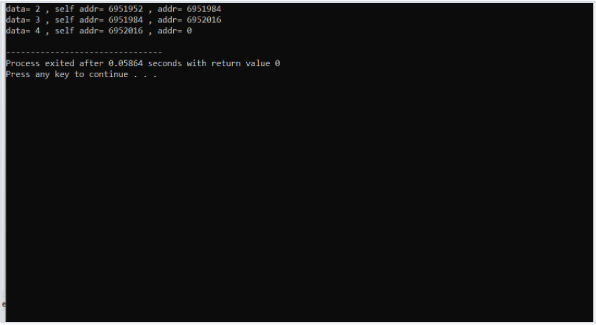 data= 2 , self addr= 6951952 , addr= 6951984
data= 3 , self addr= 6951984 , addr= 6952016
data= 4 , self addr= 6952016 , addr= 0
--------------------------------
Process exited after 0.05864 seconds with return value 0
Press any key to continue . . .
e